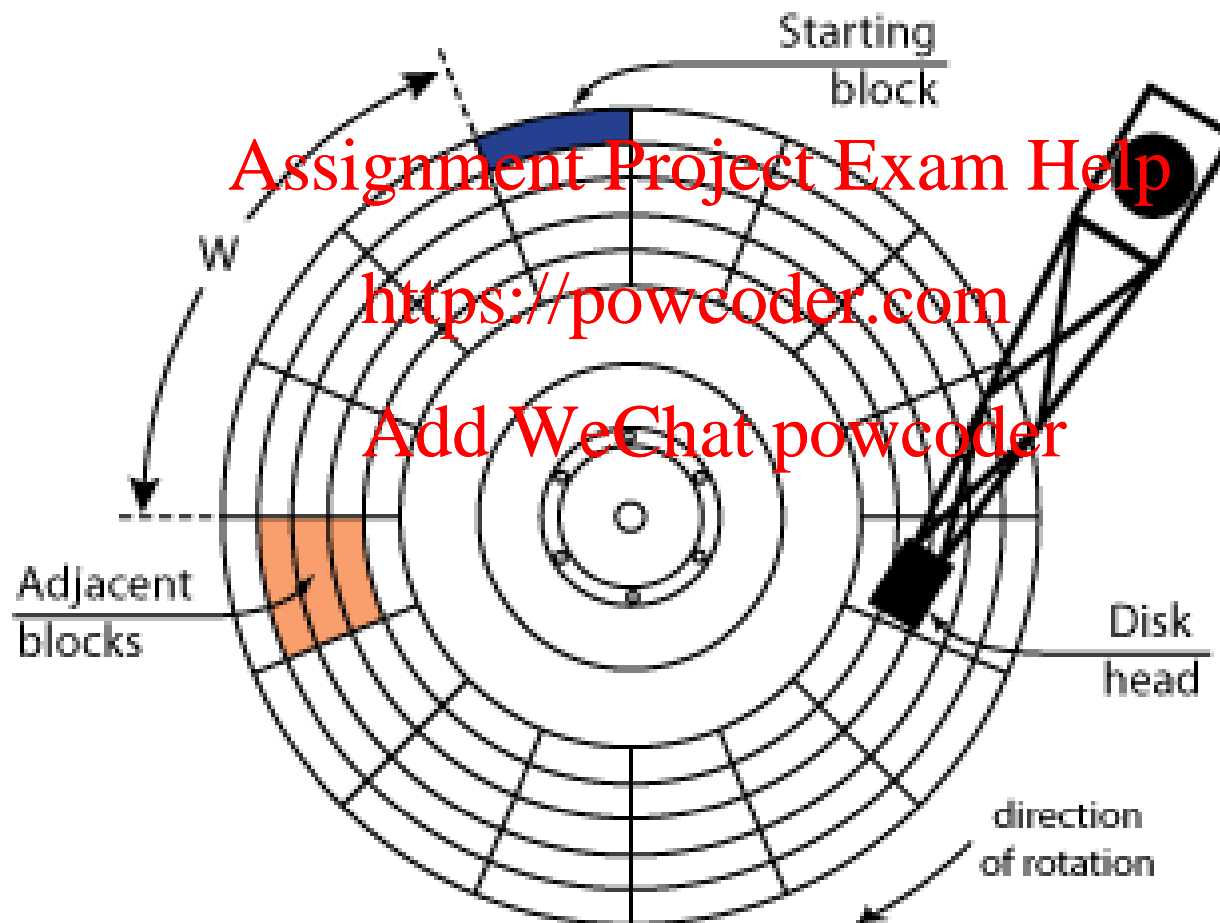 Starting
block
Assignment Project Exam Help
W
https://powcoder.com
Add WeChat powcoder
Adjacent
blocks
Disk
head
direction
of rotation